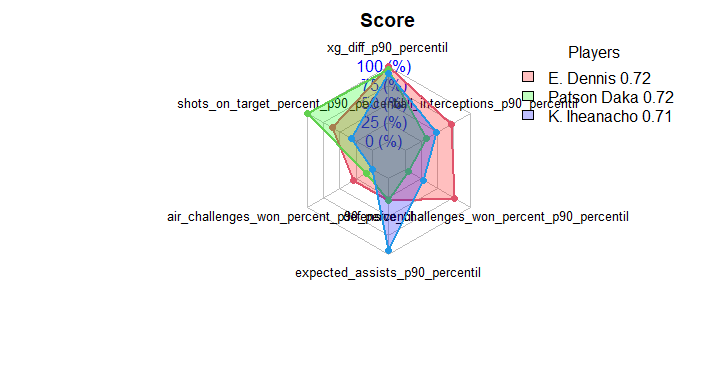 Score
xg_diff_p90_percentil
Players
100 (%)
E. Dennis 0.72
75 (%)
Patson Daka 0.72
shots_on_target_percent_p90_percentil
interceptions_p90_percentil
K. Iheanacho 0.71
25 (%)
0 (%)
air_challenges_won_percent_p90_percentil
challenges_won_percent_p90_percentil
expected_assists_p90_percentil